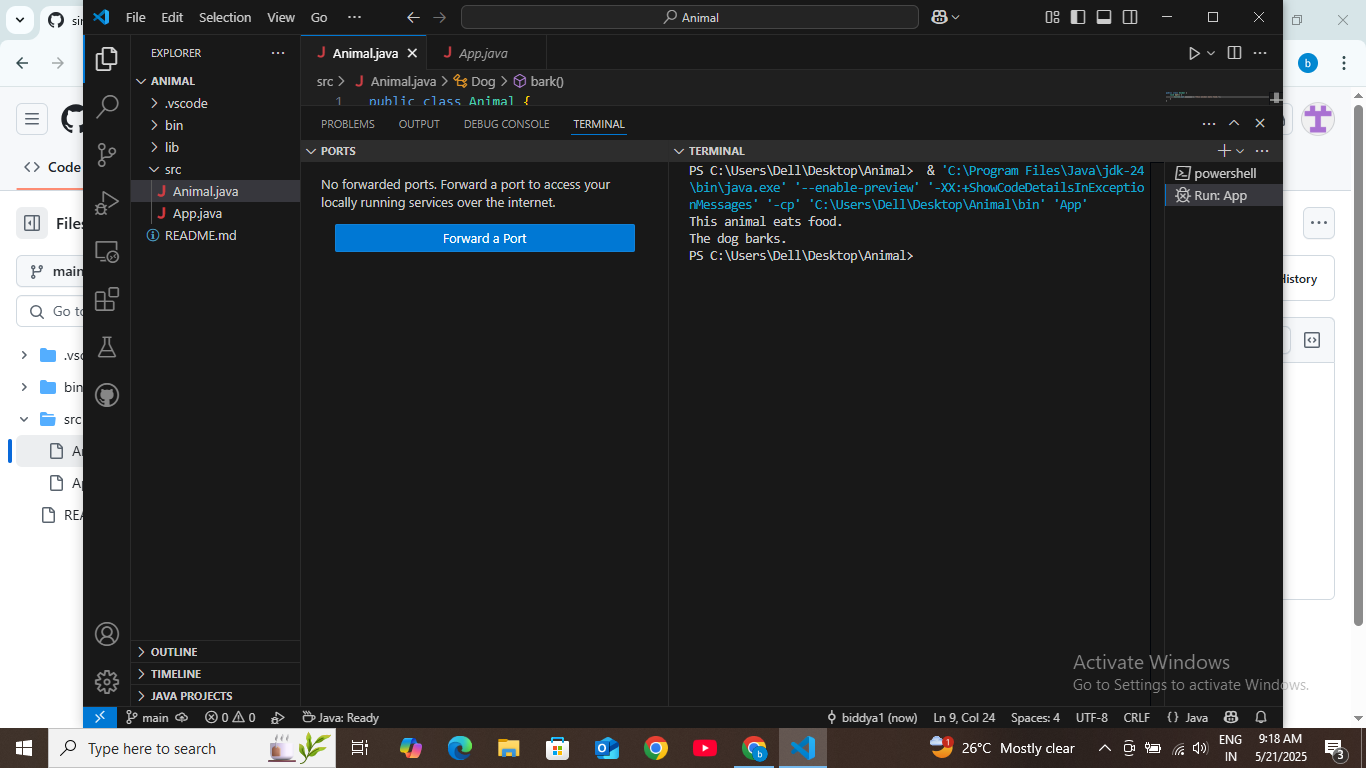 File Edit Selection View Go ··· Animal
EXPLORER ···
ANIMAL
.vscode
bin
lib
src
Animal.java
App.java
README.md
OUTLINE
TIMELINE
JAVA PROJECTS
Animal.java App.java
src Animal.java Dog bark()
1 public class Animal {
PROBLEMS OUTPUT DEBUG CONSOLE TERMINAL
PORTS
No forwarded ports. Forward a port to access your
locally running services over the internet.
Forward a Port
TERMINAL
PS C:\Users\Dell\Desktop\Animal>  & 'C:\Program Files\Java\jdk-24
\bin\java.exe' '--enable-preview' '-XX:+ShowCodeDetailsInExceptio
nMessages' '-cp' 'C:\Users\Dell\Desktop\Animal\bin' 'App'
This animal eats food.
The dog barks.
PS C:\Users\Dell\Desktop\Animal>
powershell
Run: App
Activate Windows
Go to Settings to activate Windows.
main 0 0 Java: Ready biddya1 (now) Ln 9, Col 24 Spaces: 4 UTF-8 CRLF {} Java
Code
Files
main
Go to
.vsc
bin
src
b
Type here to search
26°C Mostly clear
ENG
IN
9:18 AM
5/21/2025
3